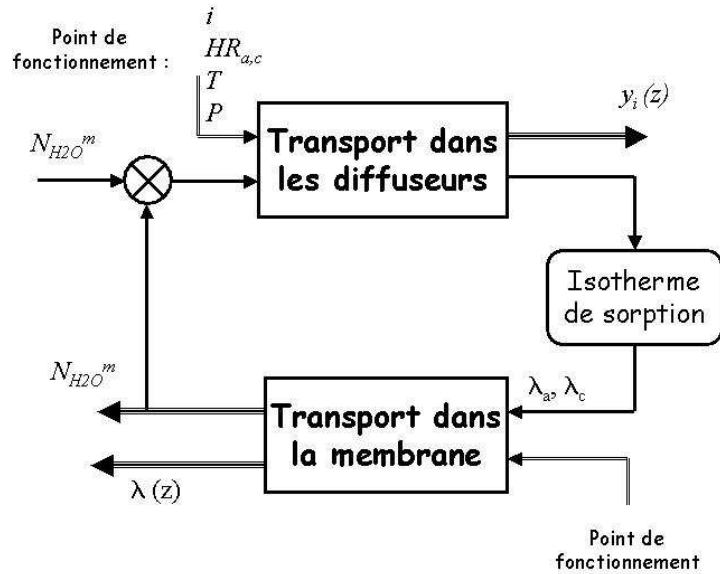 Point de
fonctionnement :
i
HR_{a,c}
T
P
y_i (z)
N_{H2O}^m
Transport dans
les diffuseurs
Isotherme
de sorption
N_{H2O}^m
λ_a, λ_c
Transport dans
la membrane
λ (z)
Point de
fonctionnement